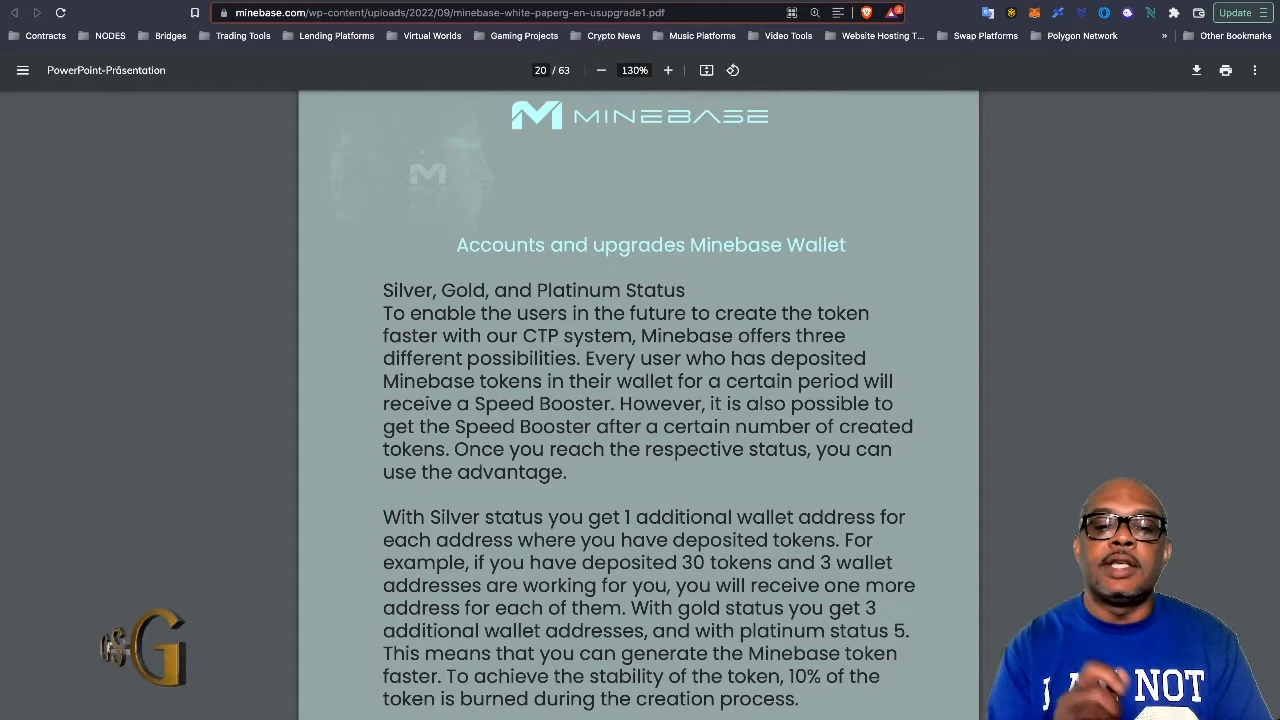 minebase.com/wp-content/uploads/2022/09/minebase-white-paperg-en-usupgrade1.pdf
2
Update
Contracts NODES Bridges Trading Tools Lending Platforms Virtual Worlds Gaming Projects Crypto News Music Platforms Video Tools Website Hosting T... Swap Platforms Polygon Network » Other Bookmarks
PowerPoint-Präsentation 20 / 63 130%
M MINEBASE
M
Accounts and upgrades Minebase Wallet
Silver, Gold, and Platinum Status
To enable the users in the future to create the token
faster with our CTP system, Minebase offers three
different possibilities. Every user who has deposited
Minebase tokens in their wallet for a certain period will
receive a Speed Booster. However, it is also possible to
get the Speed Booster after a certain number of created
tokens. Once you reach the respective status, you can
use the advantage.
With Silver status you get 1 additional wallet address for
each address where you have deposited tokens. For
example, if you have deposited 30 tokens and 3 wallet
addresses are working for you, you will receive one more
address for each of them. With gold status you get 3
additional wallet addresses, and with platinum status 5.
This means that you can generate the Minebase token
faster. To achieve the stability of the token, 10% of the
token is burned during the creation process.
G
NOT